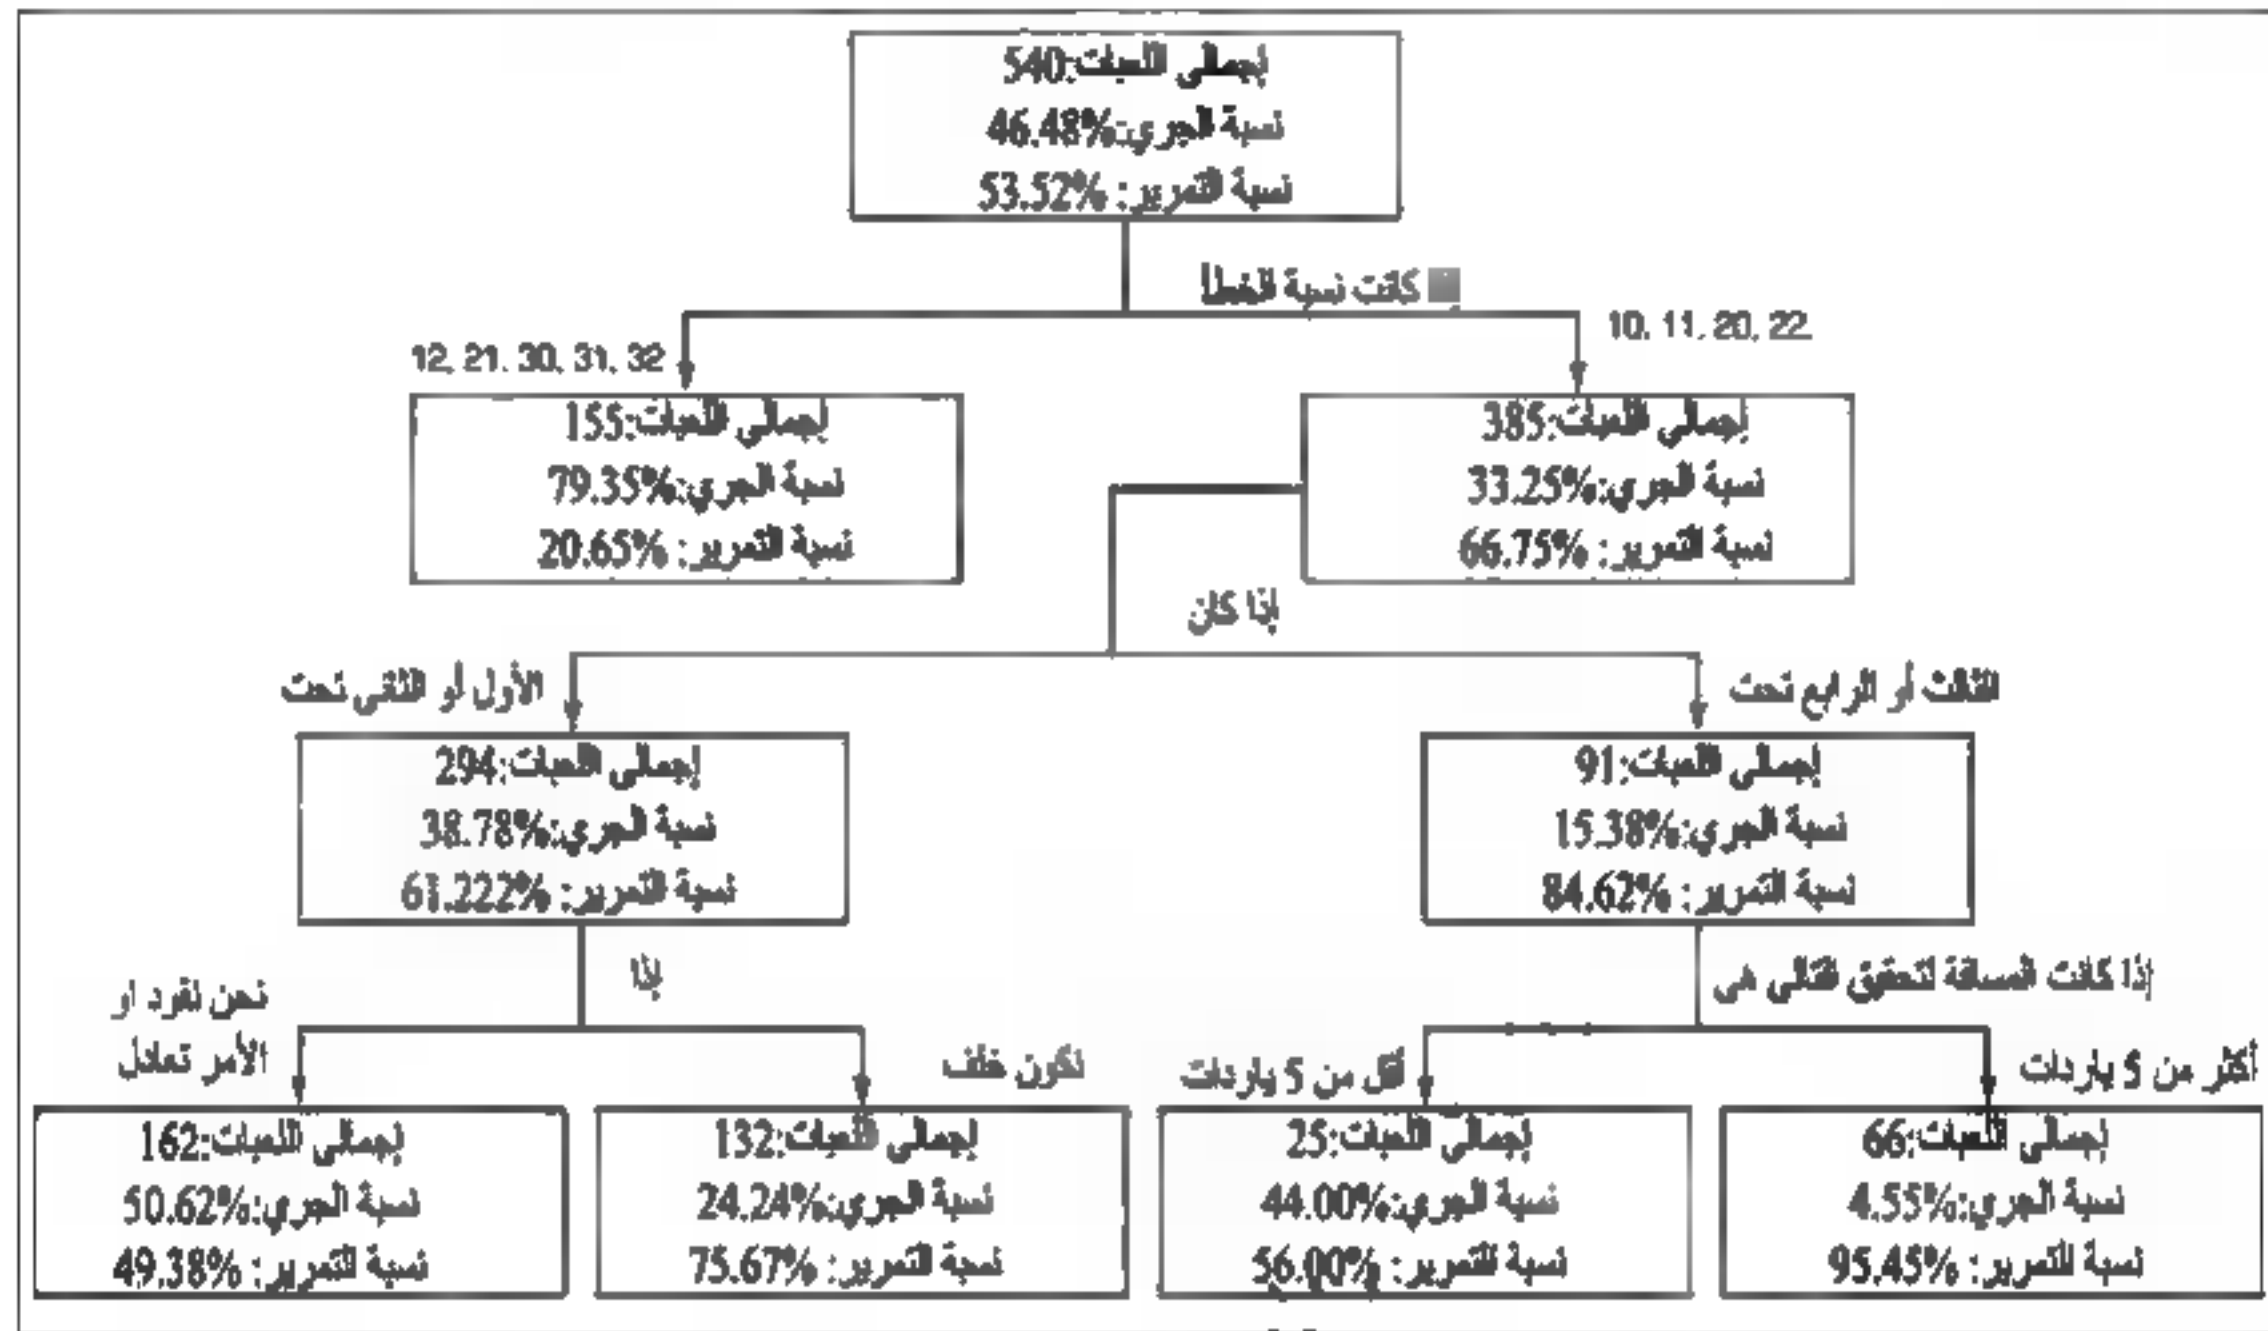 إجمالي اللعبات:540
نسبة الجري:46.48%
نسبة التمرير: 53.52%
كانت نسبة الخطأ
10, 11, 20, 22
12, 21, 30, 31, 32
إجمالي اللعبات:385
نسبة الجري:33.25%
نسبة التمرير: 66.75%
إجمالي اللعبات:155
نسبة الجري:79.35%
نسبة التمرير: 20.65%
إذا كان
الثالث أو الرابع تحت
الأول أو الثاني تحت
إجمالي اللعبات:91
نسبة الجري:15.38%
نسبة التمرير: 84.62%
إجمالي اللعبات:294
نسبة الجري:38.78%
نسبة التمرير: 61.222%
إذا كانت المسافة لتحقيق التالي هي
إذا
أكثر من 5 ياردات
أقل من 5 ياردات
نكون خلف
نحن نقود او
الأمر تعادل
إجمالي اللعبات:66
نسبة الجري:4.55%
نسبة التمرير: 95.45%
إجمالي اللعبات:25
نسبة الجري:44.00%
نسبة التمرير: 56.00%
إجمالي اللعبات:132
نسبة الجري:24.24%
نسبة التمرير: 75.67%
إجمالي اللعبات:162
نسبة الجري:50.62%
نسبة التمرير: 49.38%